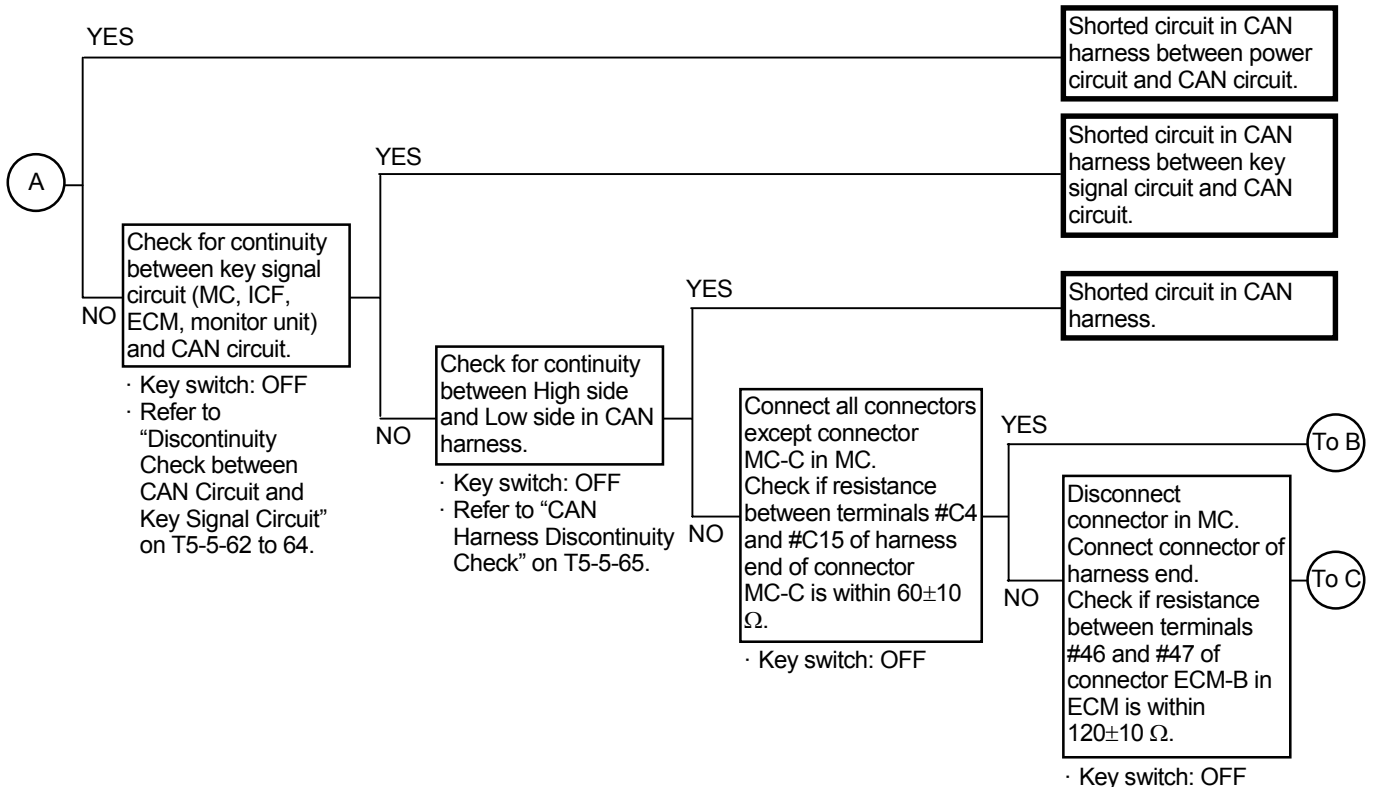 YES
Shorted circuit in CAN
harness between power
circuit and CAN circuit.
A
YES
Shorted circuit in CAN
harness between key
signal circuit and CAN
circuit.
NO
Check for continuity
between key signal
circuit (MC, ICF,
ECM, monitor unit)
and CAN circuit.
· Key switch: OFF
· Refer to
“Discontinuity
Check between
CAN Circuit and
Key Signal Circuit”
on T5-5-62 to 64.
YES
Shorted circuit in CAN
harness.
NO
Check for continuity
between High side
and Low side in CAN
harness.
· Key switch: OFF
· Refer to “CAN
Harness Discontinuity
Check” on T5-5-65.
NO
Connect all connectors
except connector
MC-C in MC.
Check if resistance
between terminals #C4
and #C15 of harness
end of connector
MC-C is within 60±10
Ω.
· Key switch: OFF
YES
To B
NO
Disconnect
connector in MC.
Connect connector of
harness end.
Check if resistance
between terminals
#46 and #47 of
connector ECM-B in
ECM is within
120±10 Ω.
· Key switch: OFF
To C